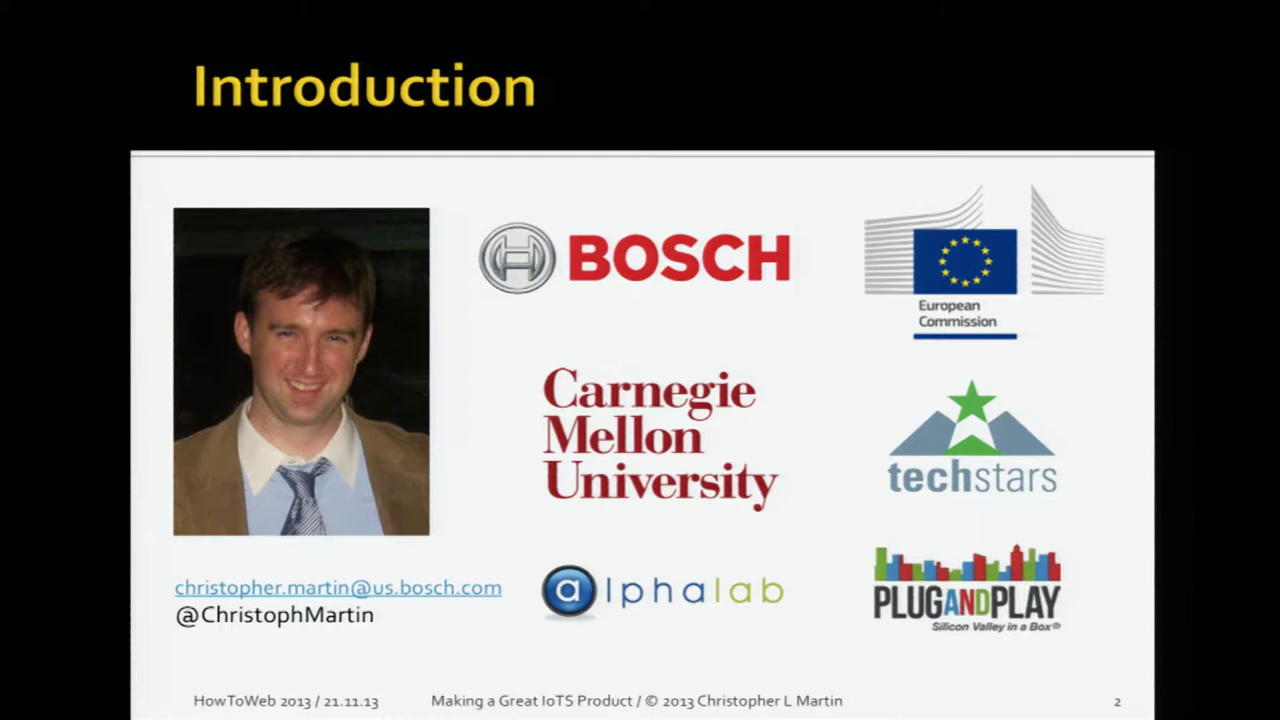 Introduction
BOSCH
European
Commission
Carnegie
Mellon
University
techstars
christopher.martin@us.bosch.com
@ChristophMartin
alphalab
PLUGANDPLAY
Silicon Valley in a Box®
HowToWeb 2013 / 21.11.13
Making a Great IoTS Product / © 2013 Christopher L Martin
2